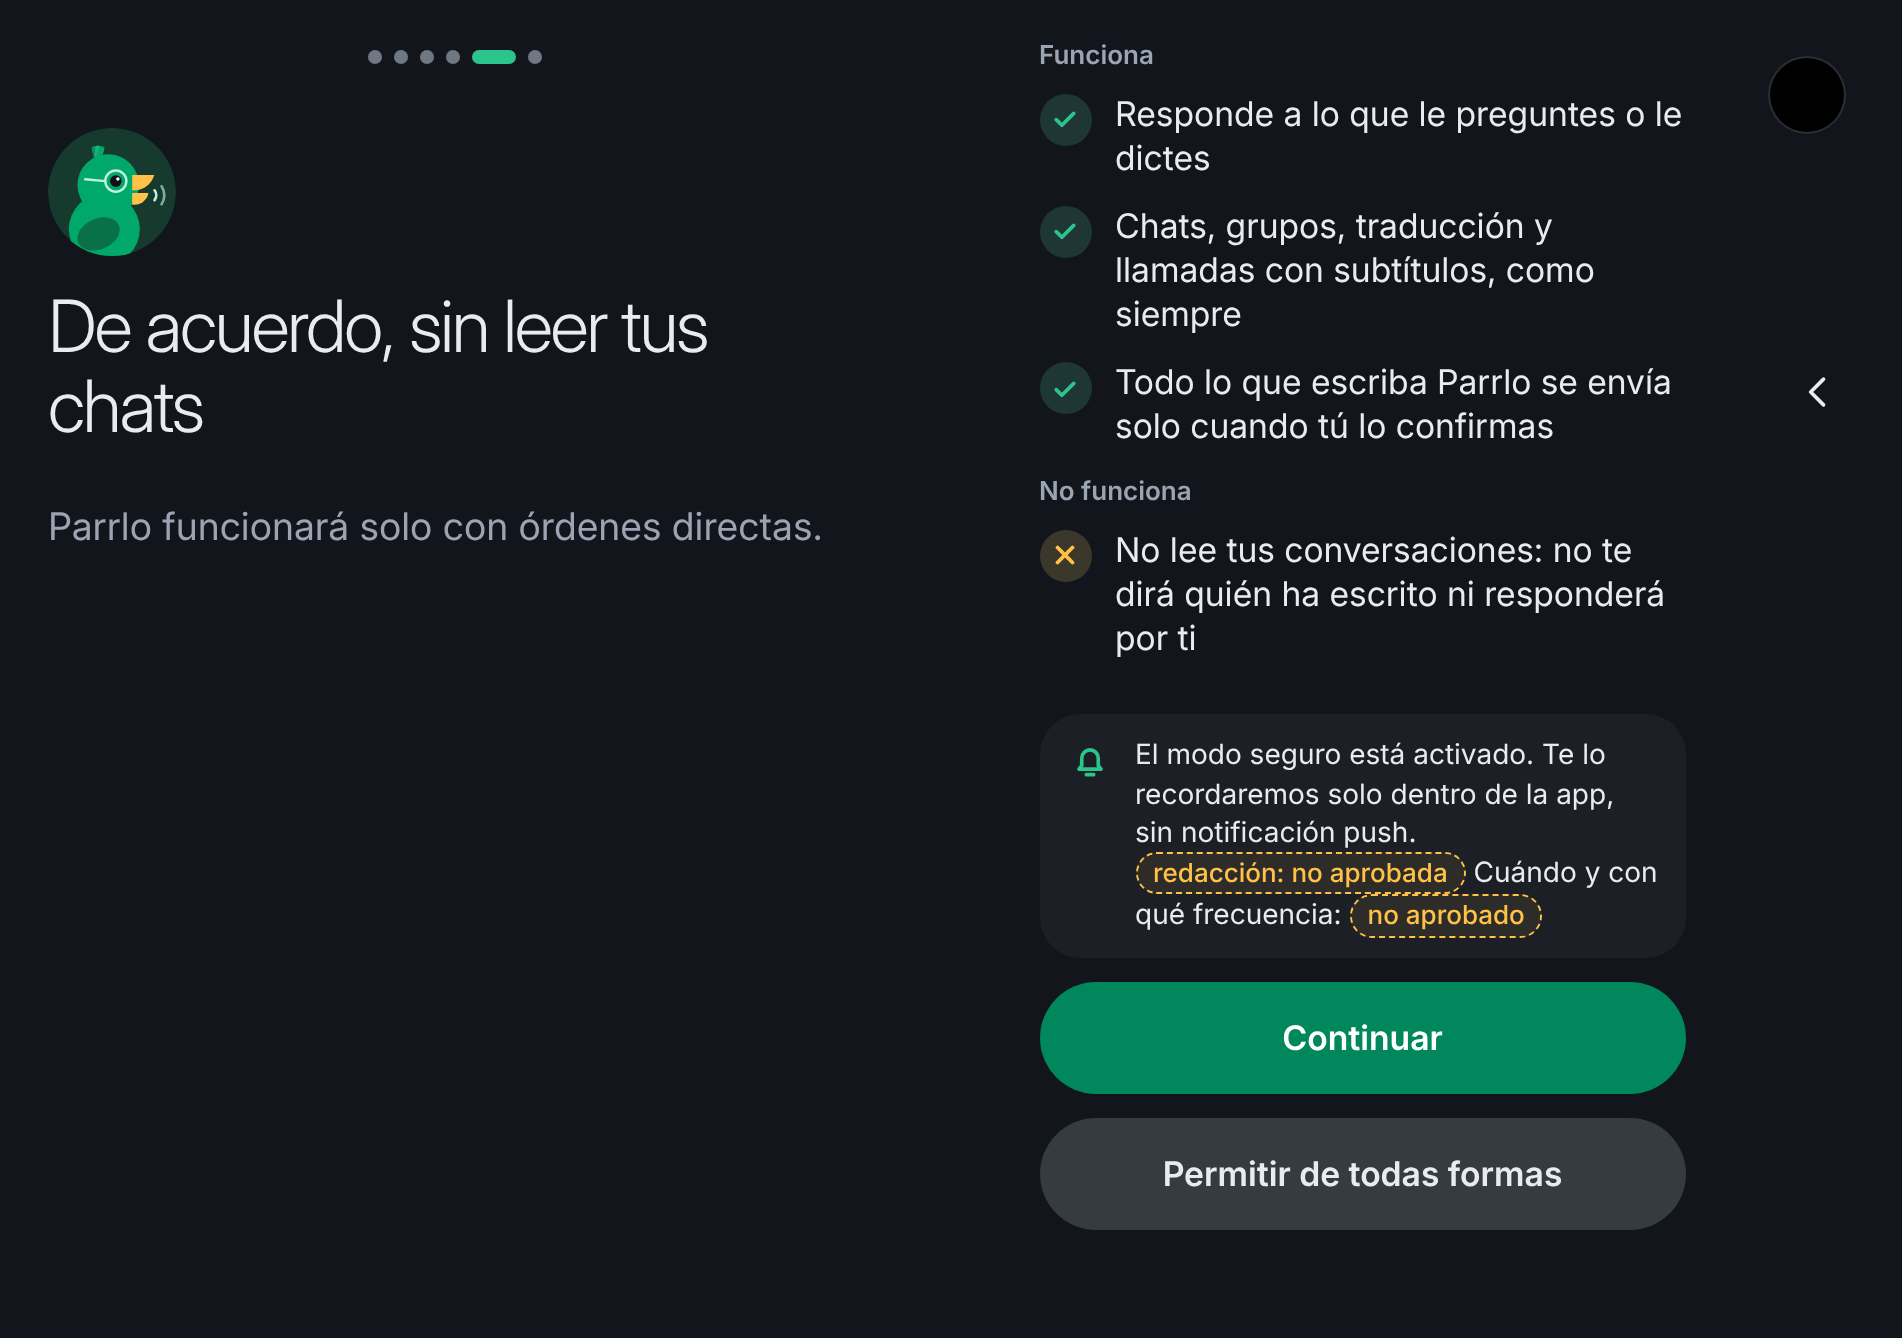 De acuerdo, sin leer tus
chats
Parrlo funcionará solo con órdenes directas.
Funciona
Responde a lo que le preguntes o le
dictes
Chats, grupos, traducción y
llamadas con subtítulos, como
siempre
Todo lo que escriba Parrlo se envía
solo cuando tú lo confirmas
No funciona
No lee tus conversaciones: no te
dirá quién ha escrito ni responderá
por ti
El modo seguro está activado. Te lo
recordaremos solo dentro de la app,
sin notificación push.
redacción: no aprobada Cuándo y con
qué frecuencia: no aprobado
Continuar
Permitir de todas formas